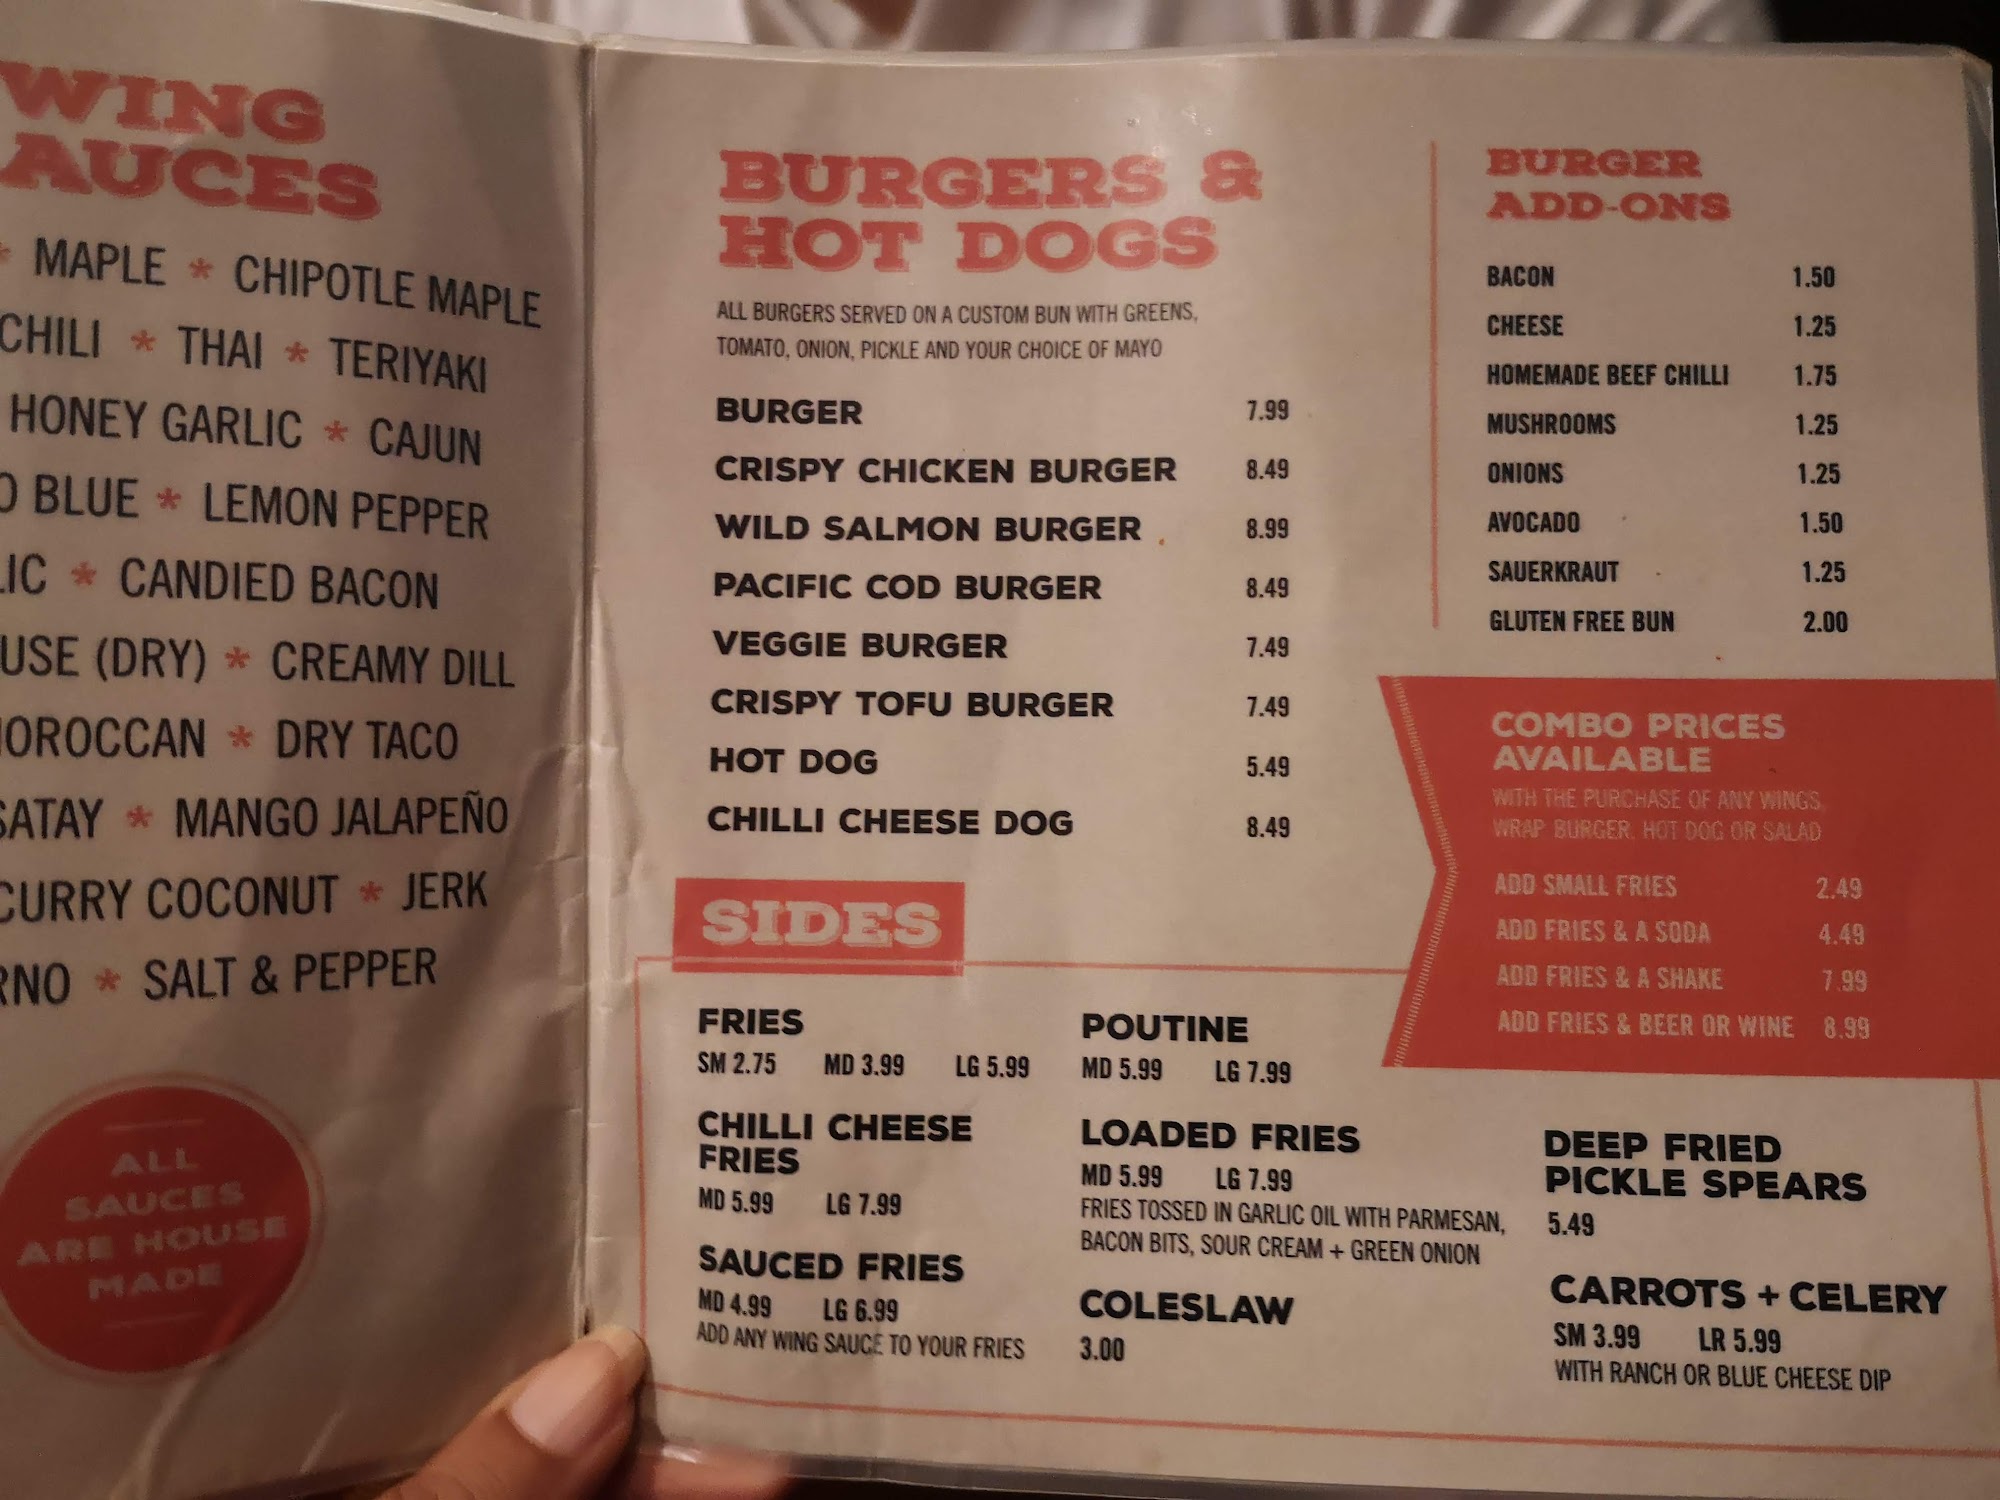 WING
AUCES
* MAPLE * CHIPOTLE MAPLE
CHILI * THAI * TERIYAKI
HONEY GARLIC * CAJUN
BLUE * LEMON PEPPER
* CANDIED BACON
(DRY) * CREAMY DILL
* DRY TACO
SATAY * MANGO JALAPEÑO
CURRY COCONUT * JERK
* SALT & PEPPER
ALL
SAUCES
ARE HOUSE
MADE
BURGERS &
HOT DOGS
ALL BURGERS SERVED ON A CUSTOM BUN WITH GREENS,
TOMATO, ONION, PICKLE AND YOUR CHOICE OF MAYO
BURGER 7.99
CRISPY CHICKEN BURGER 8.49
WILD SALMON BURGER 8.99
PACIFIC COD BURGER 8.49
VEGGIE BURGER 7.49
CRISPY TOFU BURGER 7.49
HOT DOG 5.49
CHILLI CHEESE DOG 8.49
BURGER
ADD-ONS
BACON 1.50
CHEESE 1.25
HOMEMADE BEEF CHILLI 1.75
MUSHROOMS 1.25
ONIONS 1.25
AVOCADO 1.50
SAUERKRAUT 1.25
GLUTEN FREE BUN 2.00
COMBO PRICES
AVAILABLE
WITH THE PURCHASE OF ANY WINGS,
WRAP BURGER, HOT DOG OR SALAD
ADD SMALL FRIES 2.49
ADD FRIES & A SODA 4.49
ADD FRIES & A SHAKE 7.99
ADD FRIES & BEER OR WINE 8.99
SIDES
FRIES
SM 2.75 MD 3.99 LG 5.99
CHILLI CHEESE
FRIES
MD 5.99 LG 7.99
SAUCED FRIES
MD 4.99 LG 6.99
ADD ANY WING SAUCE TO YOUR FRIES
POUTINE
MD 5.99 LG 7.99
LOADED FRIES
MD 5.99 LG 7.99
FRIES TOSSED IN GARLIC OIL WITH PARMESAN,
BACON BITS, SOUR CREAM + GREEN ONION
COLESLAW
3.00
DEEP FRIED
PICKLE SPEARS
5.49
CARROTS + CELERY
SM 3.99 LR 5.99
WITH RANCH OR BLUE CHEESE DIP